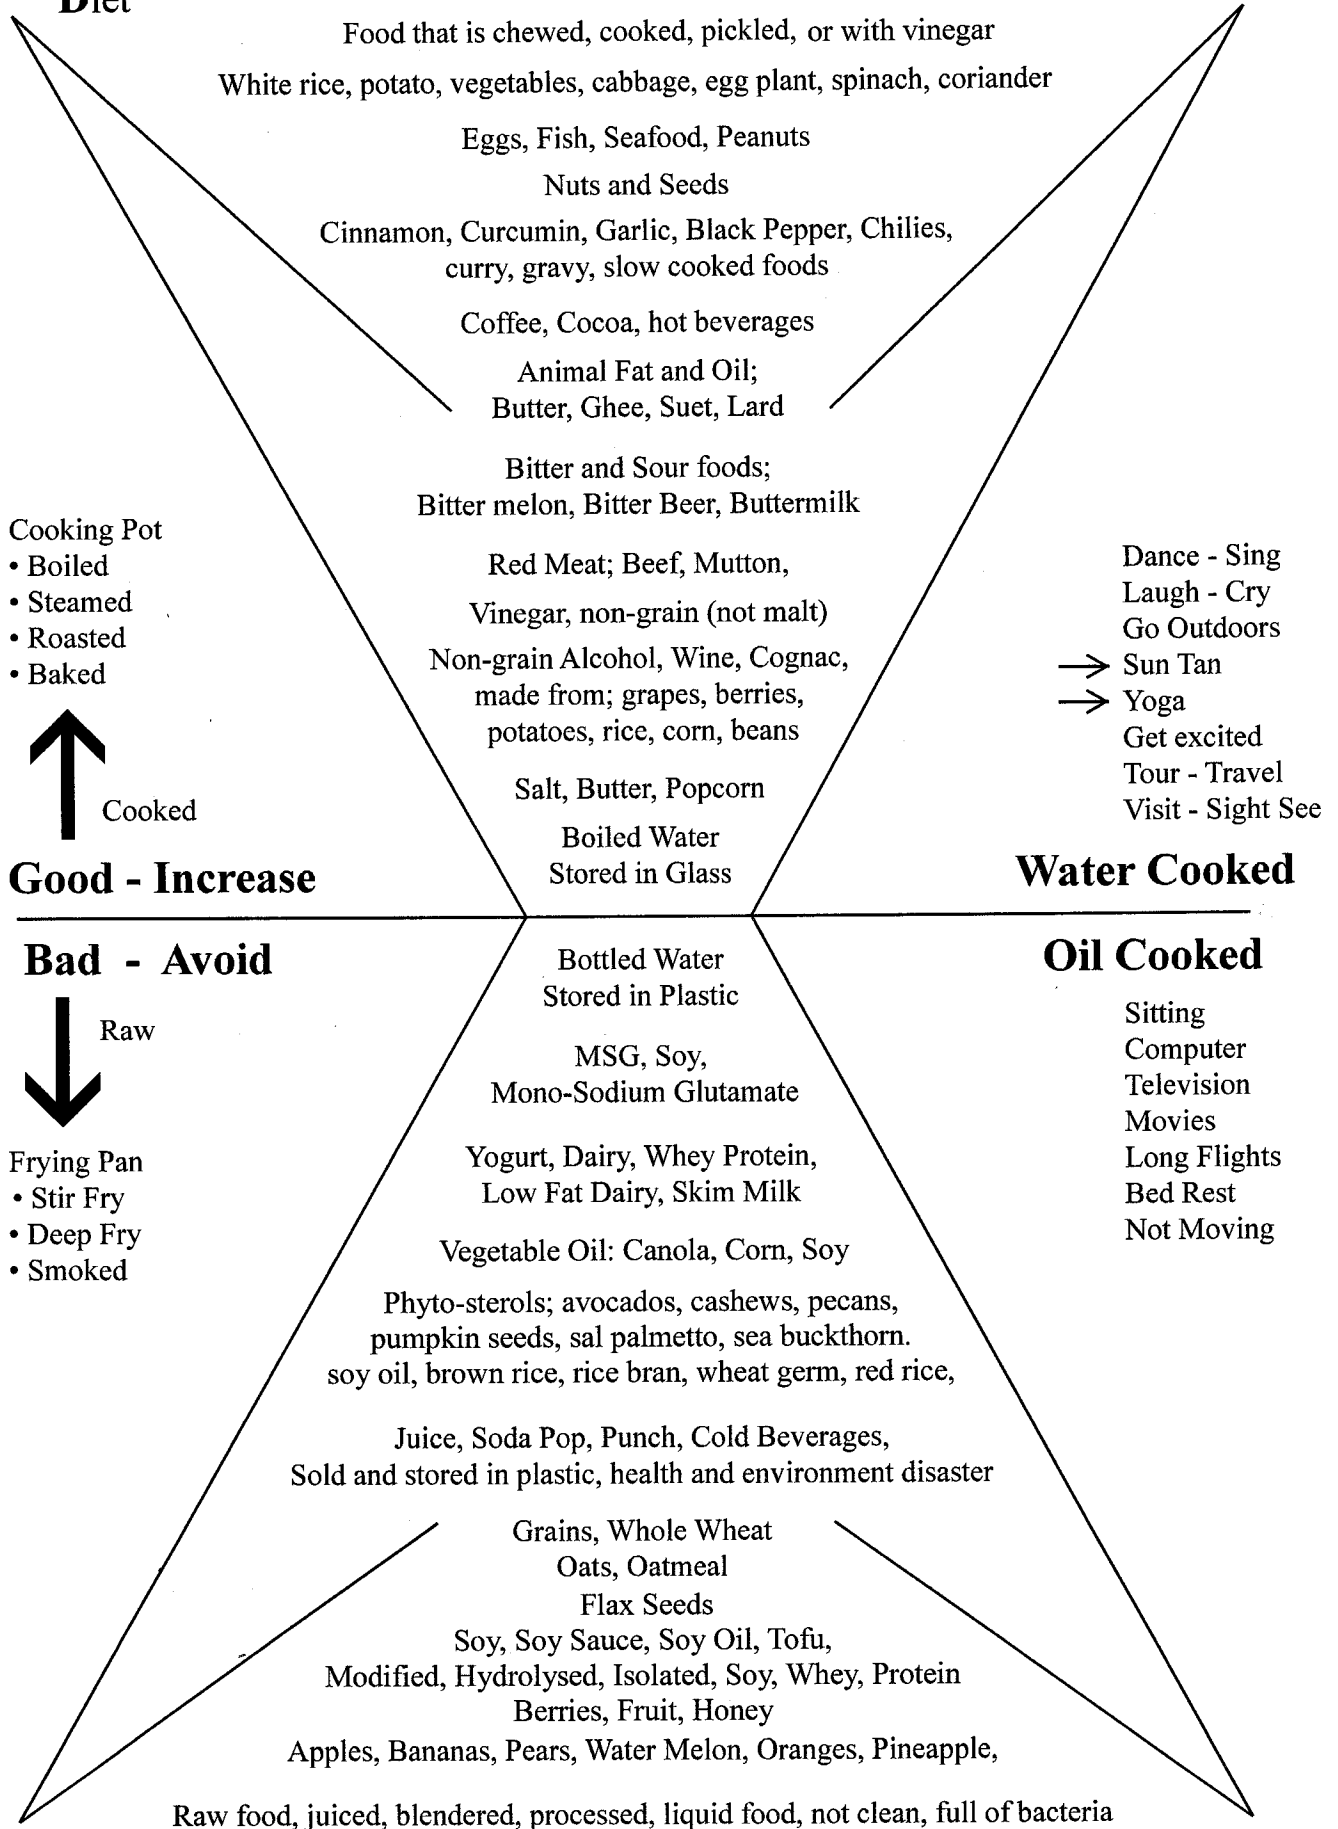 Diet
Food that is chewed, cooked, pickled, or with vinegar
White rice, potato, vegetables, cabbage, egg plant, spinach, coriander
Eggs, Fish, Seafood, Peanuts
Nuts and Seeds
Cinnamon, Curcumin, Garlic, Black Pepper, Chilies,
curry, gravy, slow cooked foods
Coffee, Cocoa, hot beverages
Animal Fat and Oil;
Butter, Ghee, Suet, Lard
Bitter and Sour foods;
Bitter melon, Bitter Beer, Buttermilk
Red Meat; Beef, Mutton,
Vinegar, non-grain (not malt)
Non-grain Alcohol, Wine, Cognac,
made from; grapes, berries,
potatoes, rice, corn, beans
Salt, Butter, Popcorn
Boiled Water
Stored in Glass
Cooking Pot
• Boiled
• Steamed
• Roasted
• Baked
Cooked
Good - Increase
Dance - Sing
Laugh - Cry
Go Outdoors
→ Sun Tan
→ Yoga
Get excited
Tour - Travel
Visit - Sight See
Water Cooked
Bad - Avoid
Raw
Frying Pan
• Stir Fry
• Deep Fry
• Smoked
Oil Cooked
Sitting
Computer
Television
Movies
Long Flights
Bed Rest
Not Moving
Bottled Water
Stored in Plastic
MSG, Soy,
Mono-Sodium Glutamate
Yogurt, Dairy, Whey Protein,
Low Fat Dairy, Skim Milk
Vegetable Oil: Canola, Corn, Soy
Phyto-sterols; avocados, cashews, pecans,
pumpkin seeds, sal palmetto, sea buckthorn.
soy oil, brown rice, rice bran, wheat germ, red rice,
Juice, Soda Pop, Punch, Cold Beverages,
Sold and stored in plastic, health and environment disaster
Grains, Whole Wheat
Oats, Oatmeal
Flax Seeds
Soy, Soy Sauce, Soy Oil, Tofu,
Modified, Hydrolysed, Isolated, Soy, Whey, Protein
Berries, Fruit, Honey
Apples, Bananas, Pears, Water Melon, Oranges, Pineapple,
Raw food, juiced, blendered, processed, liquid food, not clean, full of bacteria